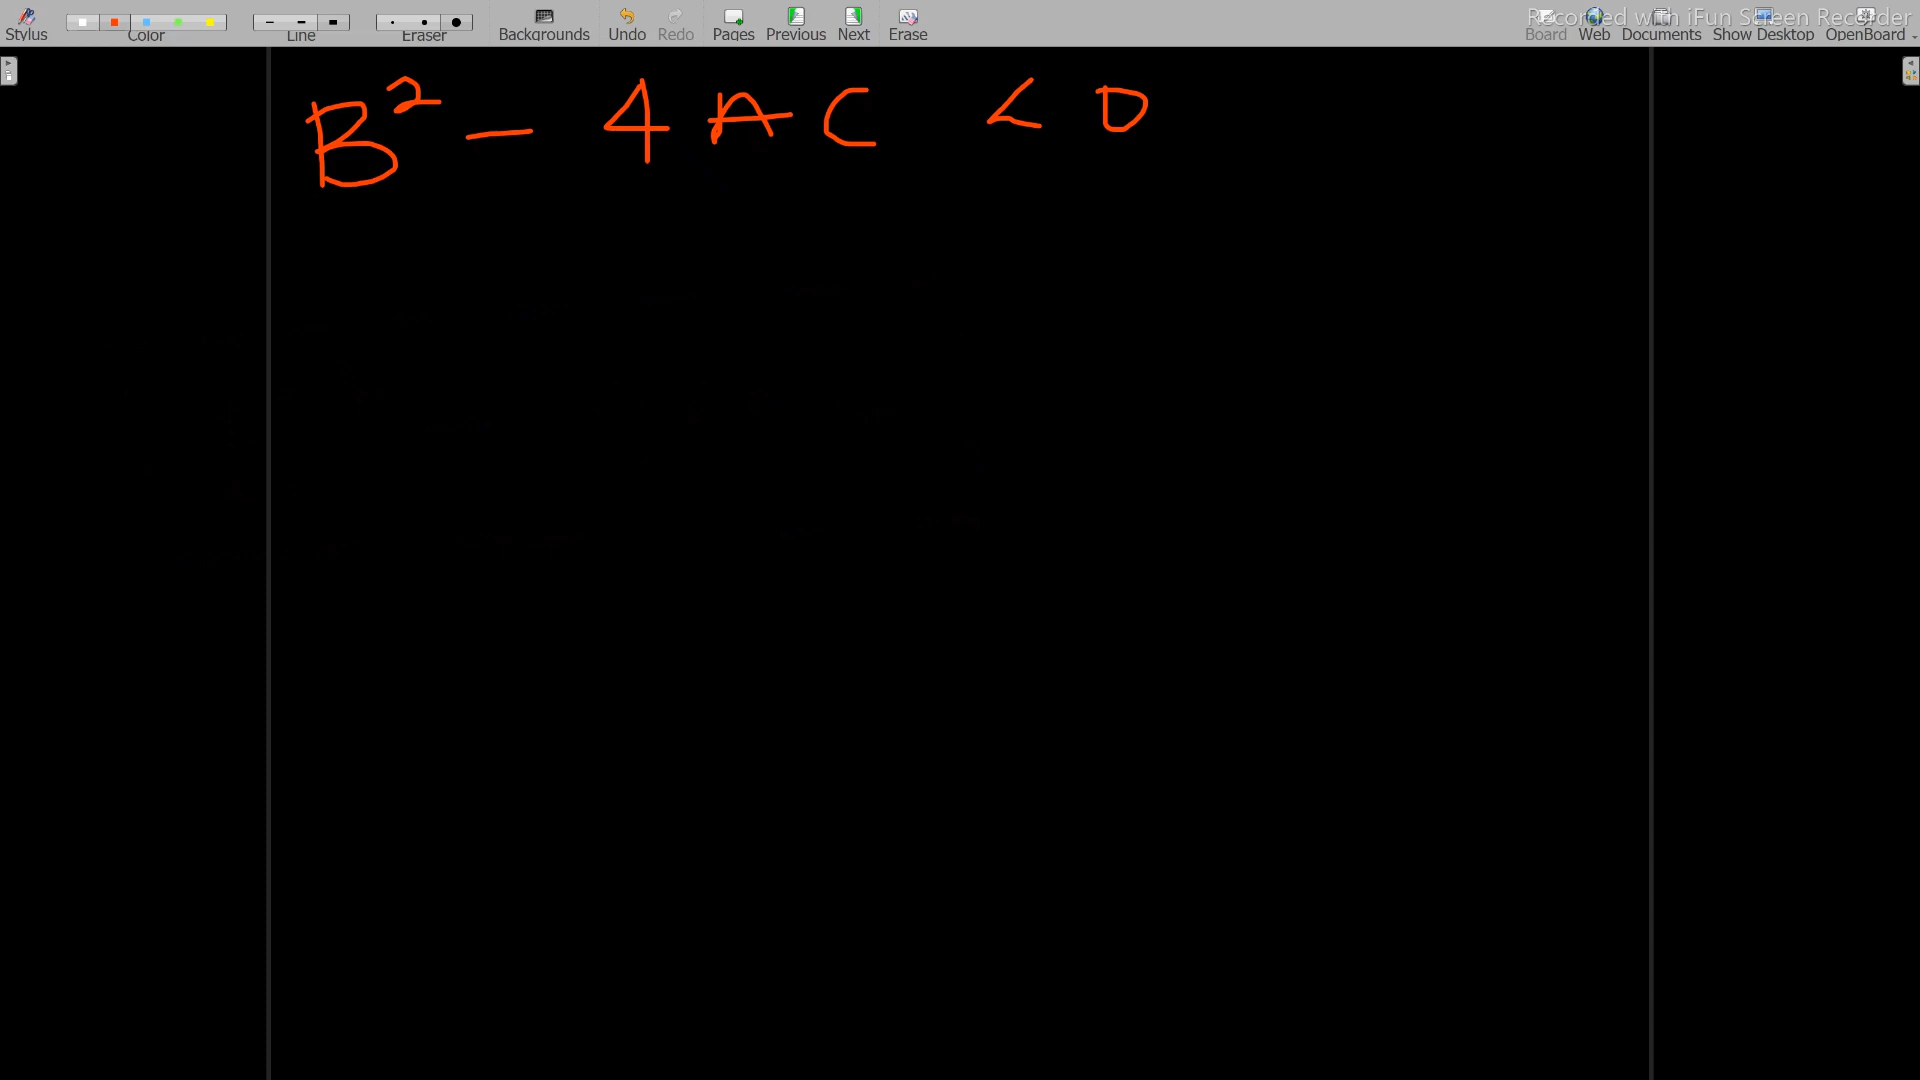 Recorded with iFun Screen Recorder
Stylus Color Line Eraser Backgrounds Undo Redo Pages Previous Next Erase Board Web Documents Show Desktop OpenBoard
B² - 4AC < 0